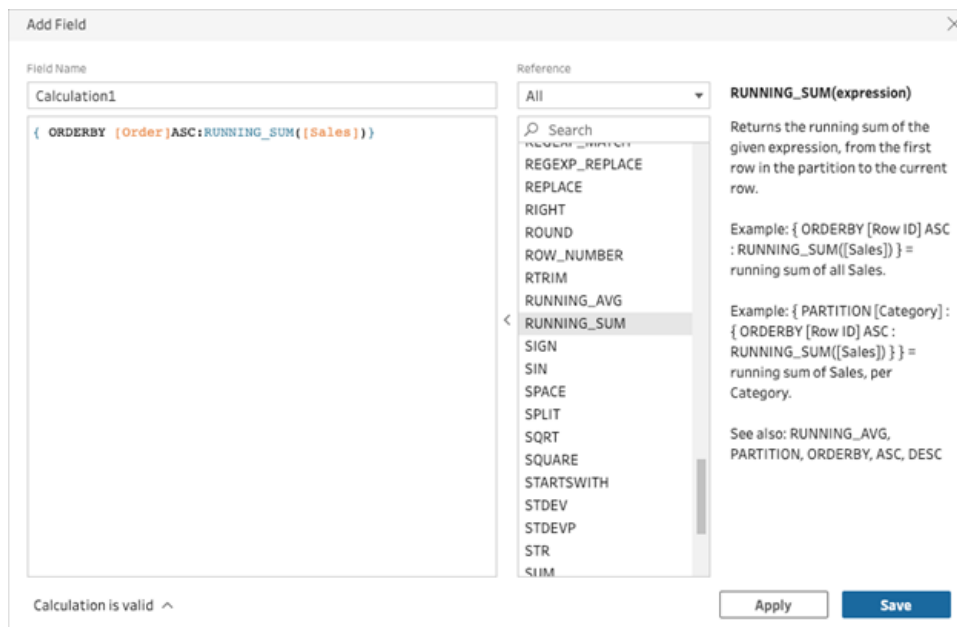 Add Field
Field Name
Calculation1
{ ORDERBY [Order]ASC:RUNNING_SUM([Sales])}
Reference
All
Search
REGEXP_MATCH
REGEXP_REPLACE
REPLACE
RIGHT
ROUND
ROW_NUMBER
RTRIM
RUNNING_AVG
RUNNING_SUM
SIGN
SIN
SPACE
SPLIT
SQRT
SQUARE
STARTSWITH
STDEV
STDEVP
STR
SUM
RUNNING_SUM(expression)
Returns the running sum of the
given expression, from the first
row in the partition to the current
row.
Example: { ORDERBY [Row ID] ASC
: RUNNING_SUM([Sales]) } =
running sum of all Sales.
Example: { PARTITION [Category] :
{ ORDERBY [Row ID] ASC :
RUNNING_SUM([Sales]) } } =
running sum of Sales, per
Category.
See also: RUNNING_AVG,
PARTITION, ORDERBY, ASC, DESC
Calculation is valid
Apply
Save